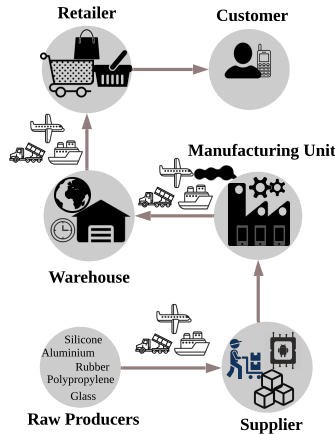 Retailer
Customer
Manufacturing Unit
Warehouse
Silicone
Aluminium
Rubber
Polypropylene
Glass
Raw Producers
Supplier